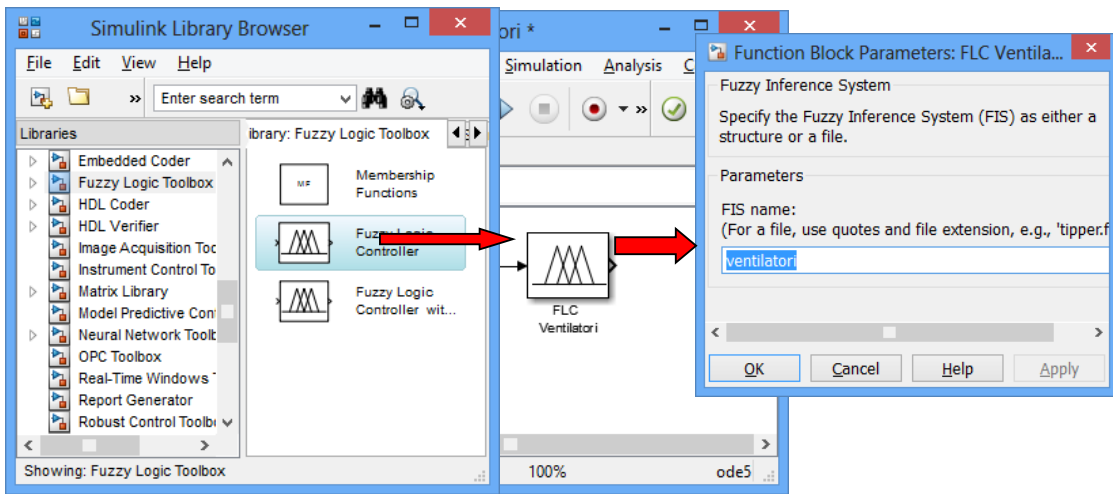 Simulink Library Browser
File Edit View Help
» Enter search term
Libraries
ibrary: Fuzzy Logic Toolbox
Embedded Coder
Fuzzy Logic Toolbox
HDL Coder
HDL Verifier
Image Acquisition Too
Instrument Control To
Matrix Library
Model Predictive Cont
Neural Network Toolb
OPC Toolbox
Real-Time Windows
Report Generator
Robust Control Toolbo
Membership
Functions
Fuzzy Logic
Controller
Fuzzy Logic
Controller wit...
Showing: Fuzzy Logic Toolbox
ori *
Simulation Analysis C
»
FLC
Ventilatori
100% ode5
Function Block Parameters: FLC Ventila...
Fuzzy Inference System
Specify the Fuzzy Inference System (FIS) as either a
structure or a file.
Parameters
FIS name:
(For a file, use quotes and file extension, e.g., 'tipper.f
ventilatori
OK Cancel Help Apply